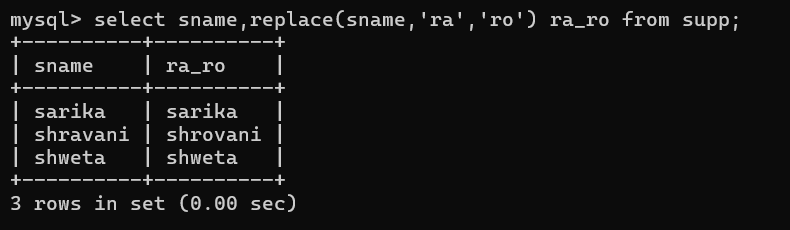 mysql> select sname,replace(sname,'ra','ro') ra_ro from supp;
+----------+----------+
| sname    | ra_ro    |
+----------+----------+
| sarika   | sarika   |
| shravani | shrovani |
| shweta   | shweta   |
+----------+----------+
3 rows in set (0.00 sec)